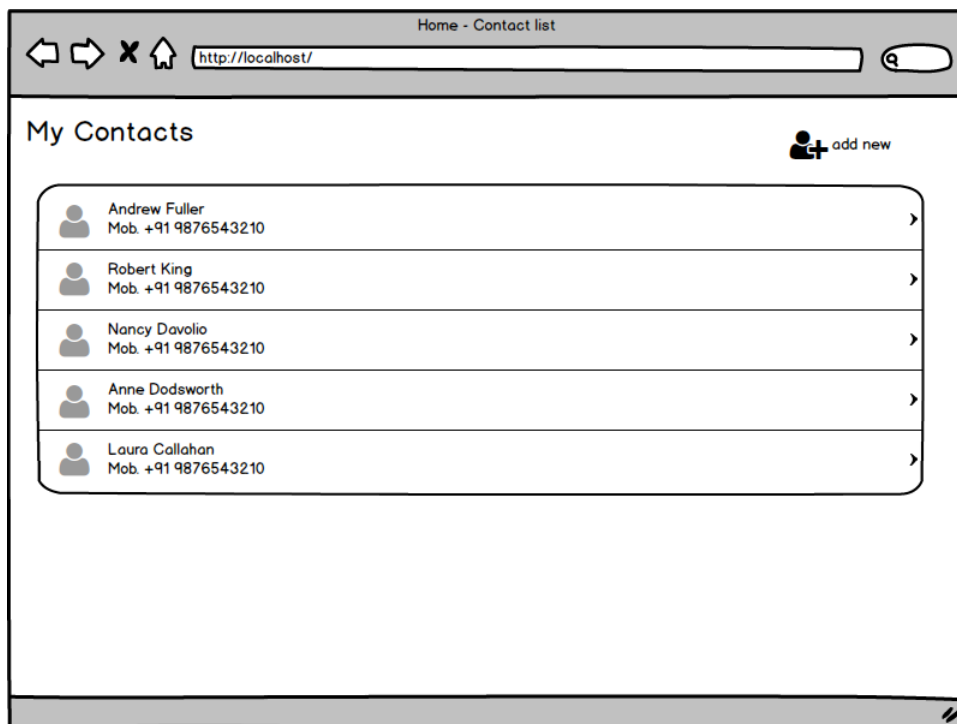 Home - Contact list
http://localhost/
My Contacts
add new
Andrew Fuller
Mob. +91 9876543210
Robert King
Mob. +91 9876543210
Nancy Davolio
Mob. +91 9876543210
Anne Dodsworth
Mob. +91 9876543210
Laura Callahan
Mob. +91 9876543210